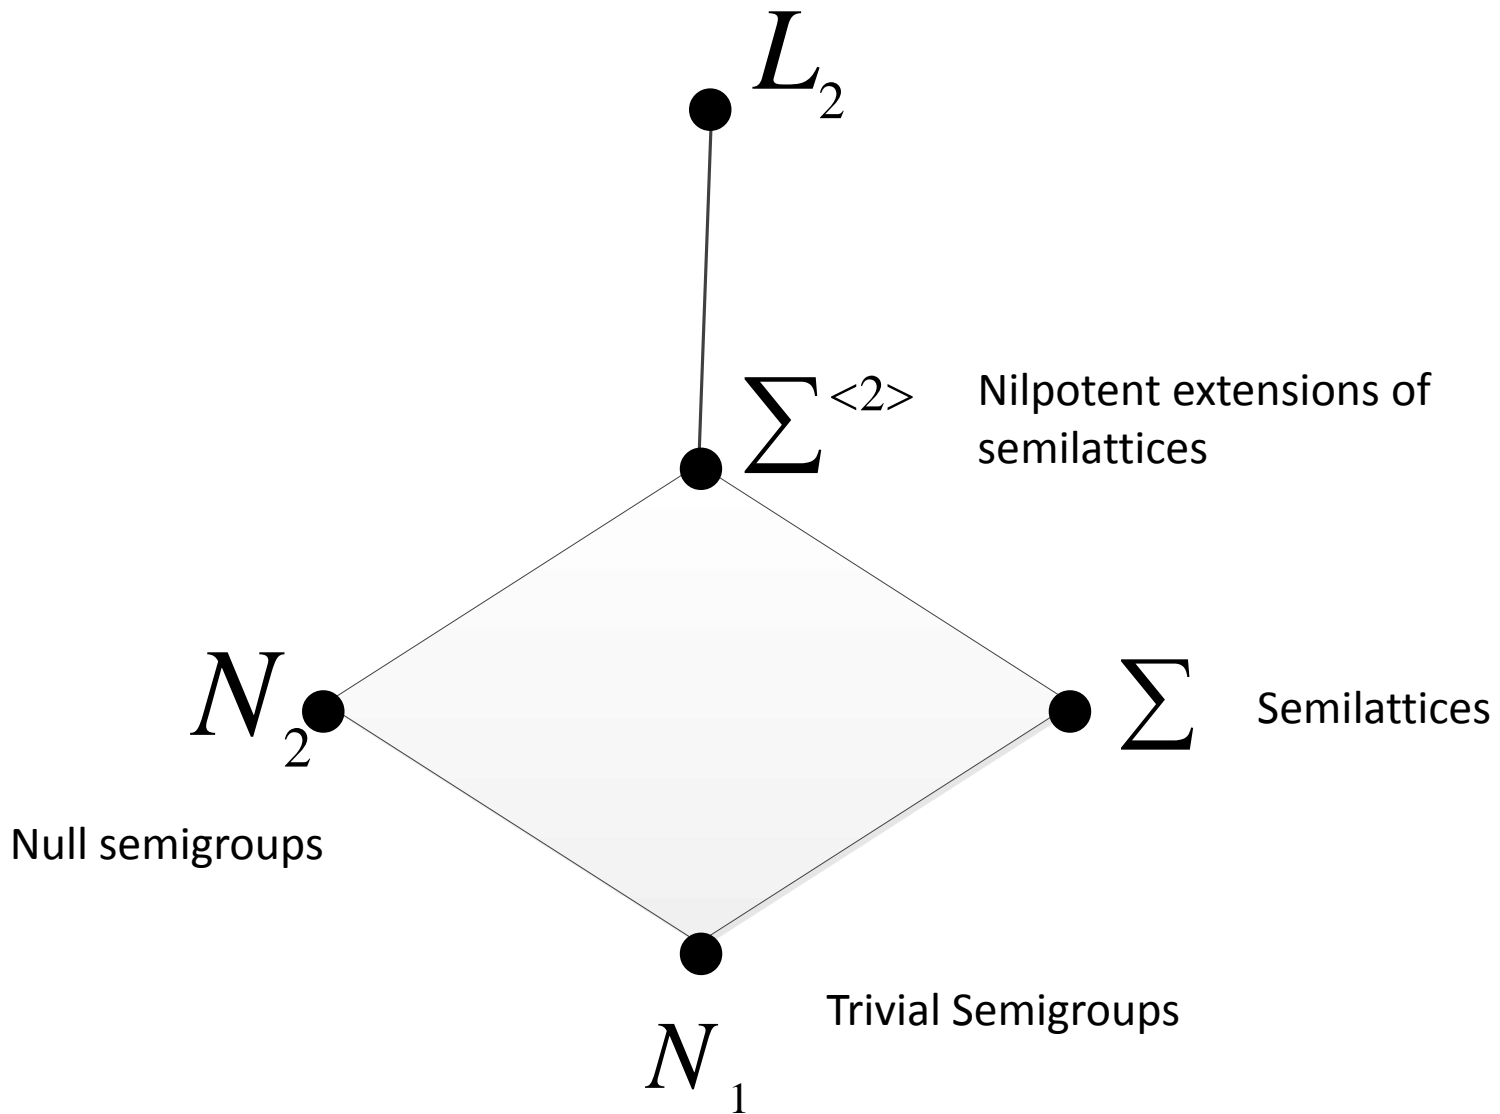 L₂
∑<2>
Nilpotent extensions of
semilattices
N₂
∑
Semilattices
Null semigroups
Trivial Semigroups
N₁